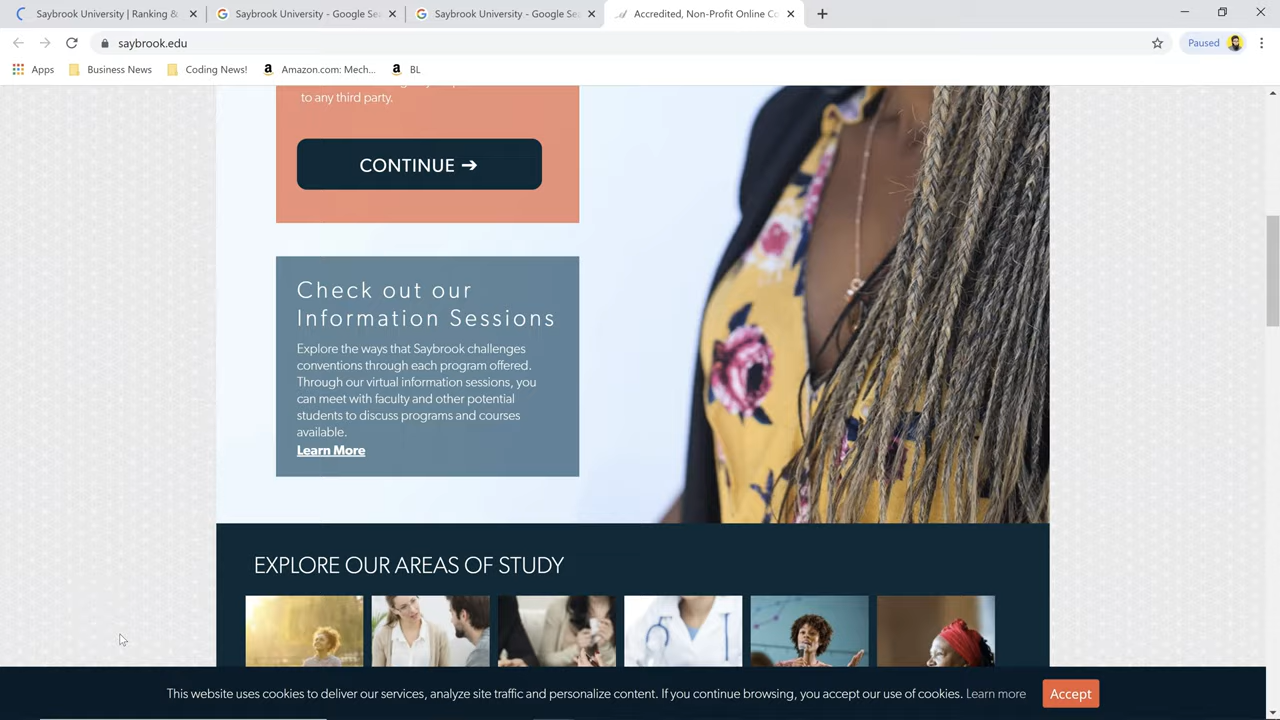 Saybrook University | Ranking &
Saybrook University - Google Sea
Saybrook University - Google Sea
Accredited, Non-Profit Online Co
saybrook.edu
Paused
Apps
Business News
Coding News!
Amazon.com: Mech...
BL
to any third party.
CONTINUE ➔
Check out our
Information Sessions
Explore the ways that Saybrook challenges
conventions through each program offered.
Through our virtual information sessions, you
can meet with faculty and other potential
students to discuss programs and courses
available.
Learn More
EXPLORE OUR AREAS OF STUDY
This website uses cookies to deliver our services, analyze site traffic and personalize content. If you continue browsing, you accept our use of cookies. Learn more
Accept